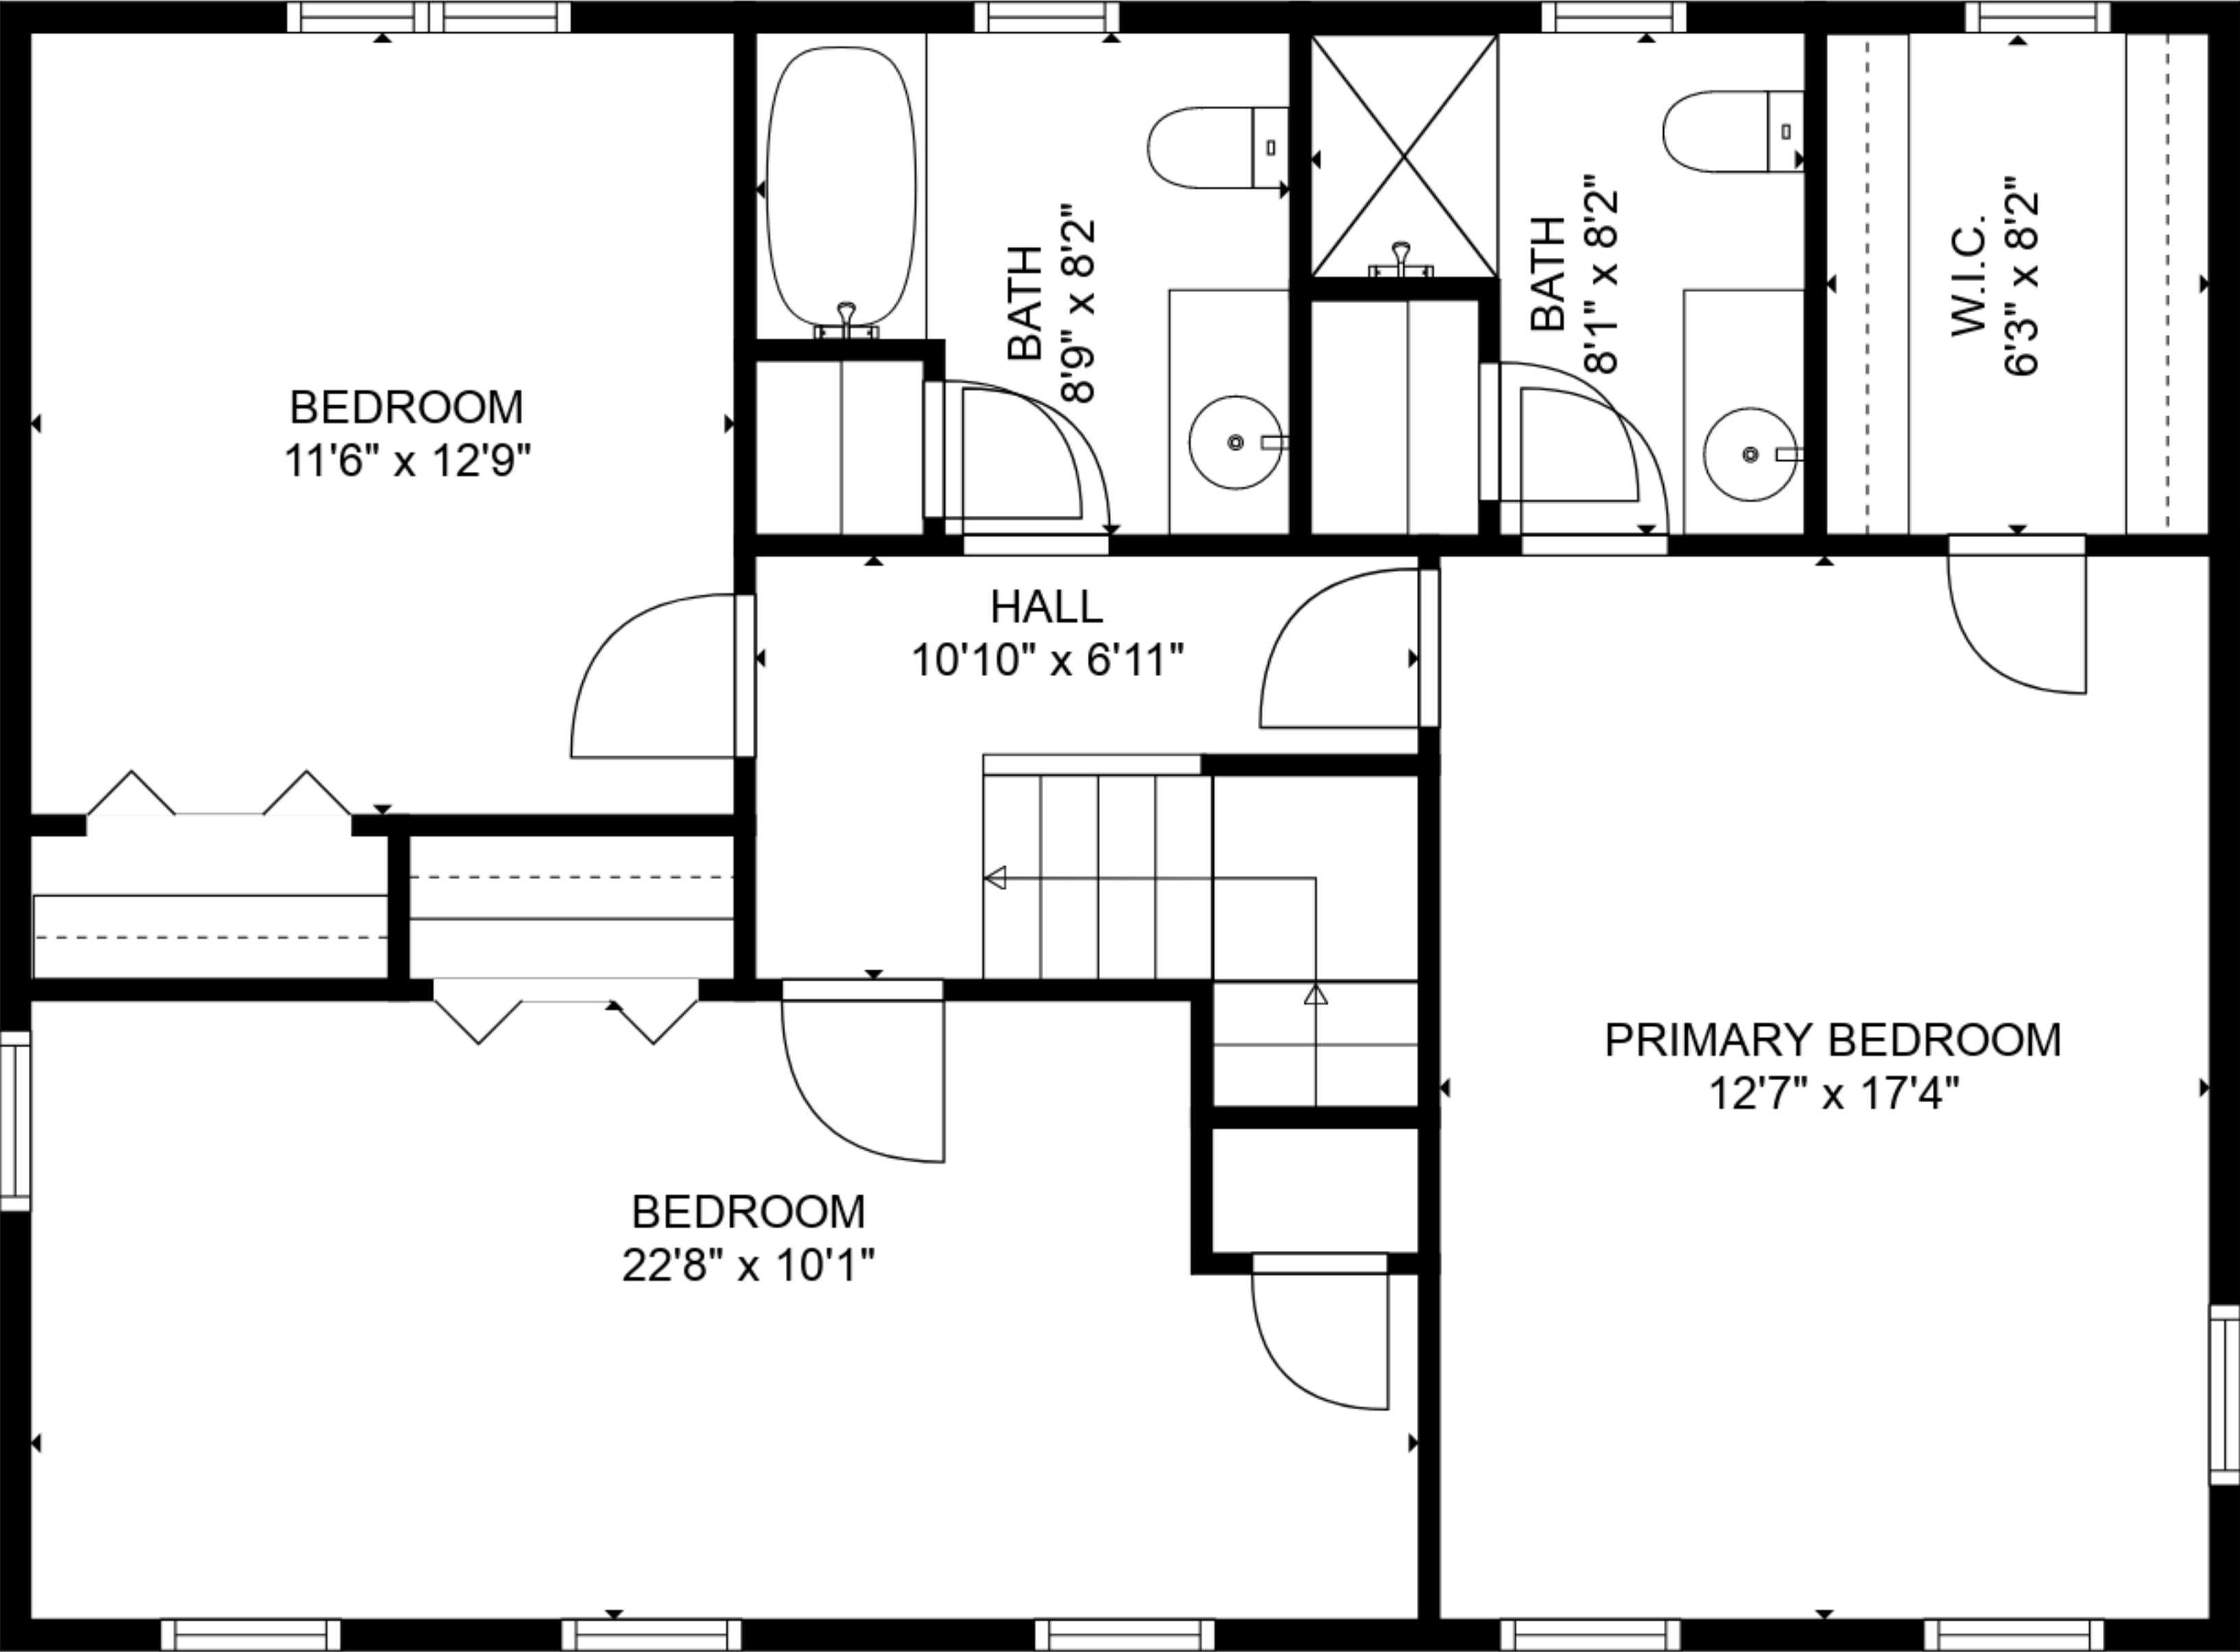 BATH
8'9" x 8'2"
BATH
8'1" x 8'2"
W.I.C.
6'3" x 8'2"
BEDROOM
11'6" x 12'9"
HALL
10'10" x 6'11"
PRIMARY BEDROOM
12'7" x 17'4"
BEDROOM
22'8" x 10'1"